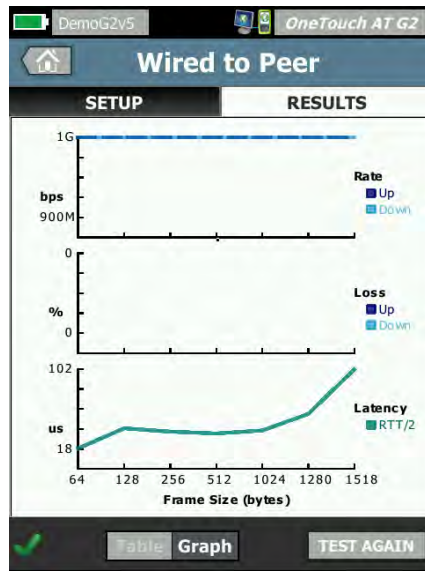 DemoG2v5
OneTouch AT G2
Wired to Peer
SETUP
RESULTS
1G
bps
900M
Rate
Up
Down
0
%
0
Loss
Up
Down
102
us
18
Latency
RTT/2
64 128 256 512 1024 1280 1518
Frame Size (bytes)
Table Graph
TEST AGAIN